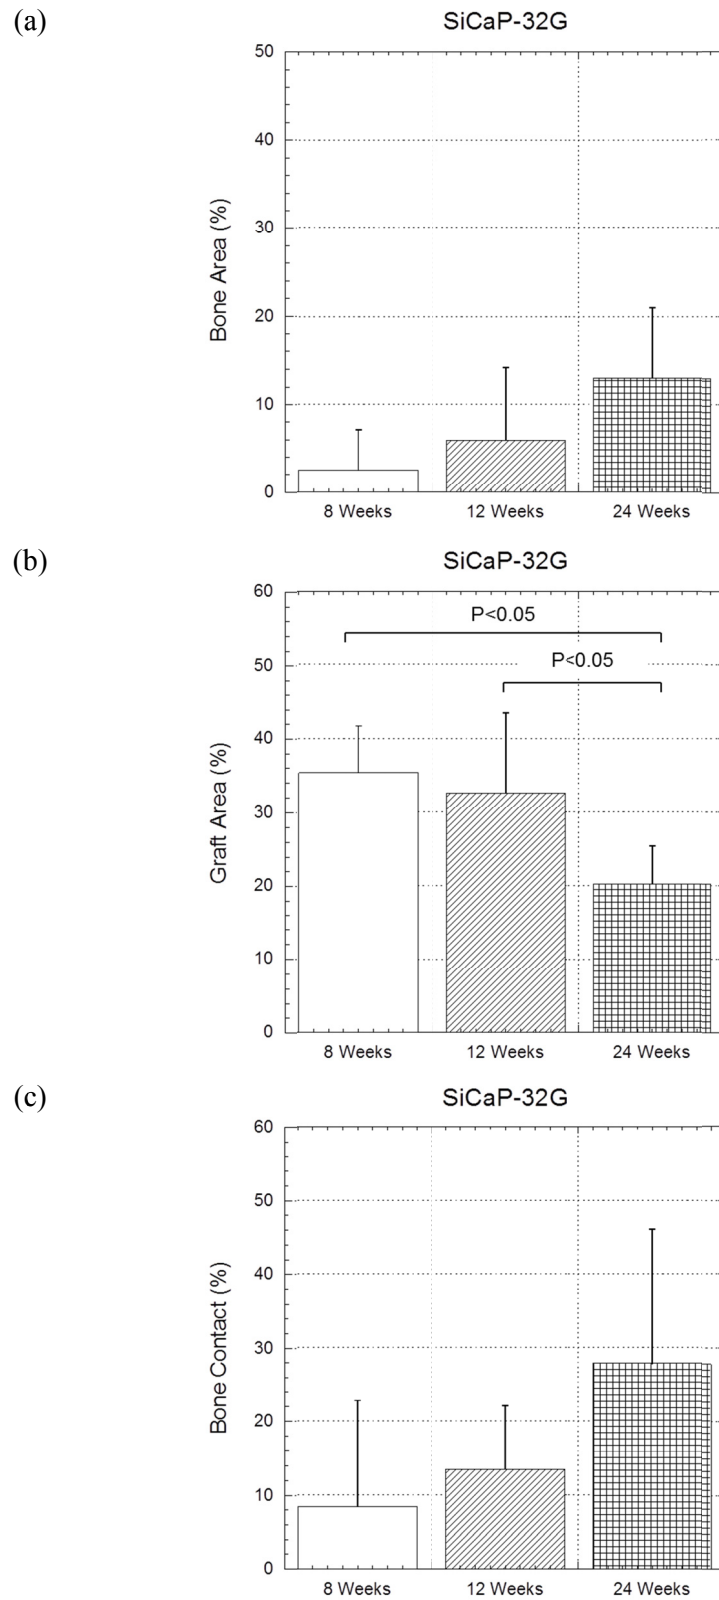 (a)
SiCaP-32G
50
40
30
20
10
0
Bone Area (%)
8 Weeks 12 Weeks 24 Weeks
(b)
SiCaP-32G
60
50
40
30
20
10
0
Graft Area (%)
P<0.05
P<0.05
8 Weeks 12 Weeks 24 Weeks
(c)
SiCaP-32G
60
50
40
30
20
10
0
Bone Contact (%)
8 Weeks 12 Weeks 24 Weeks